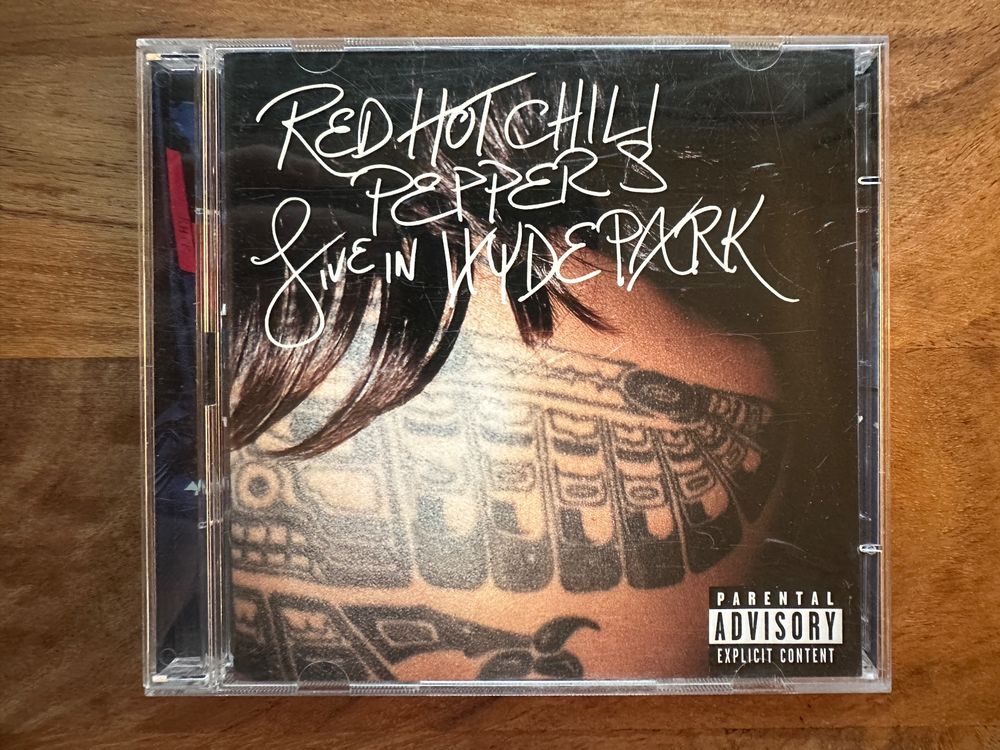 RED HOT CHILI
PEPPERS
LIVE IN HYDE PARK
PARENTAL
ADVISORY
EXPLICIT CONTENT